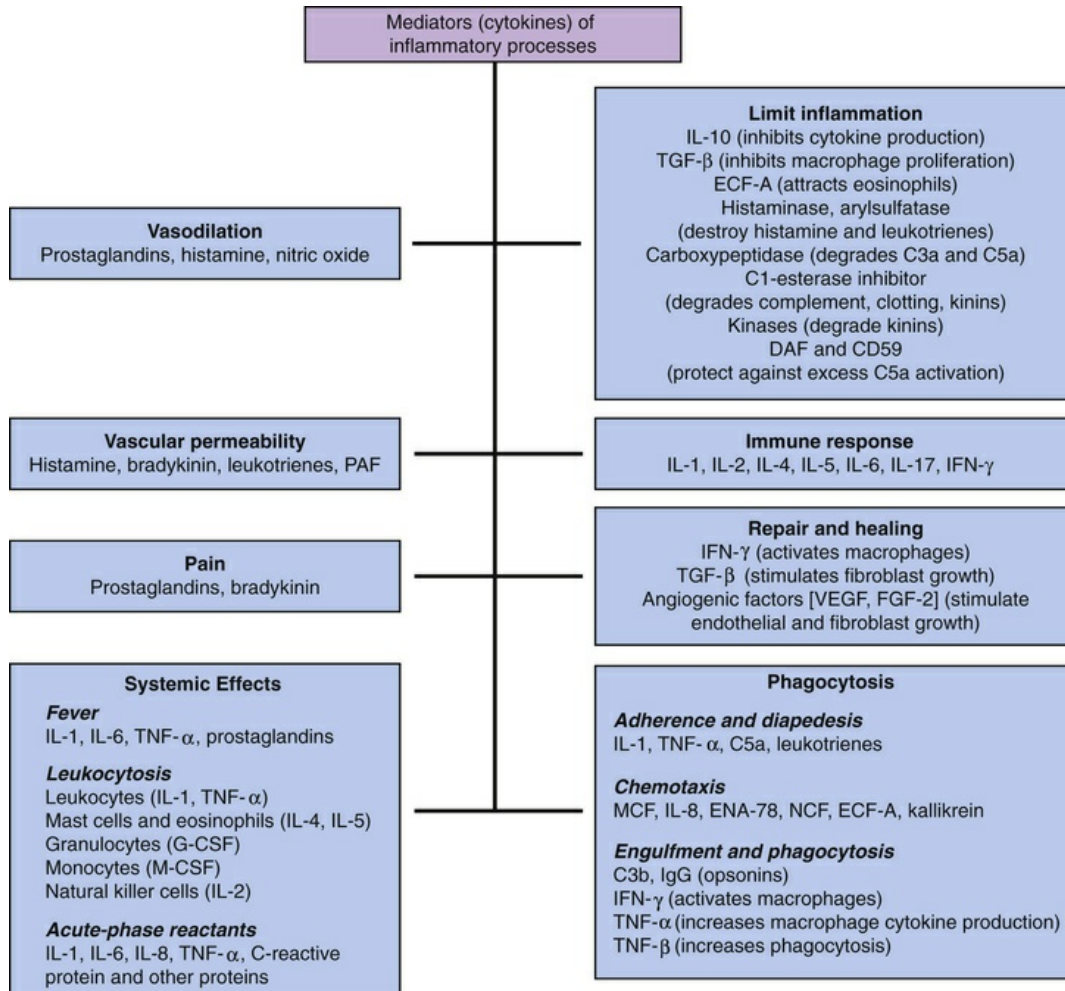 Mediators (cytokines) of
inflammatory processes
Vasodilation
Prostaglandins, histamine, nitric oxide
Vascular permeability
Histamine, bradykinin, leukotrienes, PAF
Pain
Prostaglandins, bradykinin
Systemic Effects
Fever
IL-1, IL-6, TNF-α, prostaglandins
Leukocytosis
Leukocytes (IL-1, TNF-α)
Mast cells and eosinophils (IL-4, IL-5)
Granulocytes (G-CSF)
Monocytes (M-CSF)
Natural killer cells (IL-2)
Acute-phase reactants
IL-1, IL-6, IL-8, TNF-α, C-reactive
protein and other proteins
Limit inflammation
IL-10 (inhibits cytokine production)
TGF-β (inhibits macrophage proliferation)
ECF-A (attracts eosinophils)
Histaminase, arylsulfatase
(destroy histamine and leukotrienes)
Carboxypeptidase (degrades C3a and C5a)
C1-esterase inhibitor
(degrades complement, clotting, kinins)
Kinases (degrade kinins)
DAF and CD59
(protect against excess C5a activation)
Immune response
IL-1, IL-2, IL-4, IL-5, IL-6, IL-17, IFN-γ
Repair and healing
IFN-γ (activates macrophages)
TGF-β (stimulates fibroblast growth)
Angiogenic factors [VEGF, FGF-2] (stimulate
endothelial and fibroblast growth)
Phagocytosis
Adherence and diapedesis
IL-1, TNF-α, C5a, leukotrienes
Chemotaxis
MCF, IL-8, ENA-78, NCF, ECF-A, kallikrein
Engulfment and phagocytosis
C3b, IgG (opsonins)
IFN-γ (activates macrophages)
TNF-α (increases macrophage cytokine production)
TNF-β (increases phagocytosis)